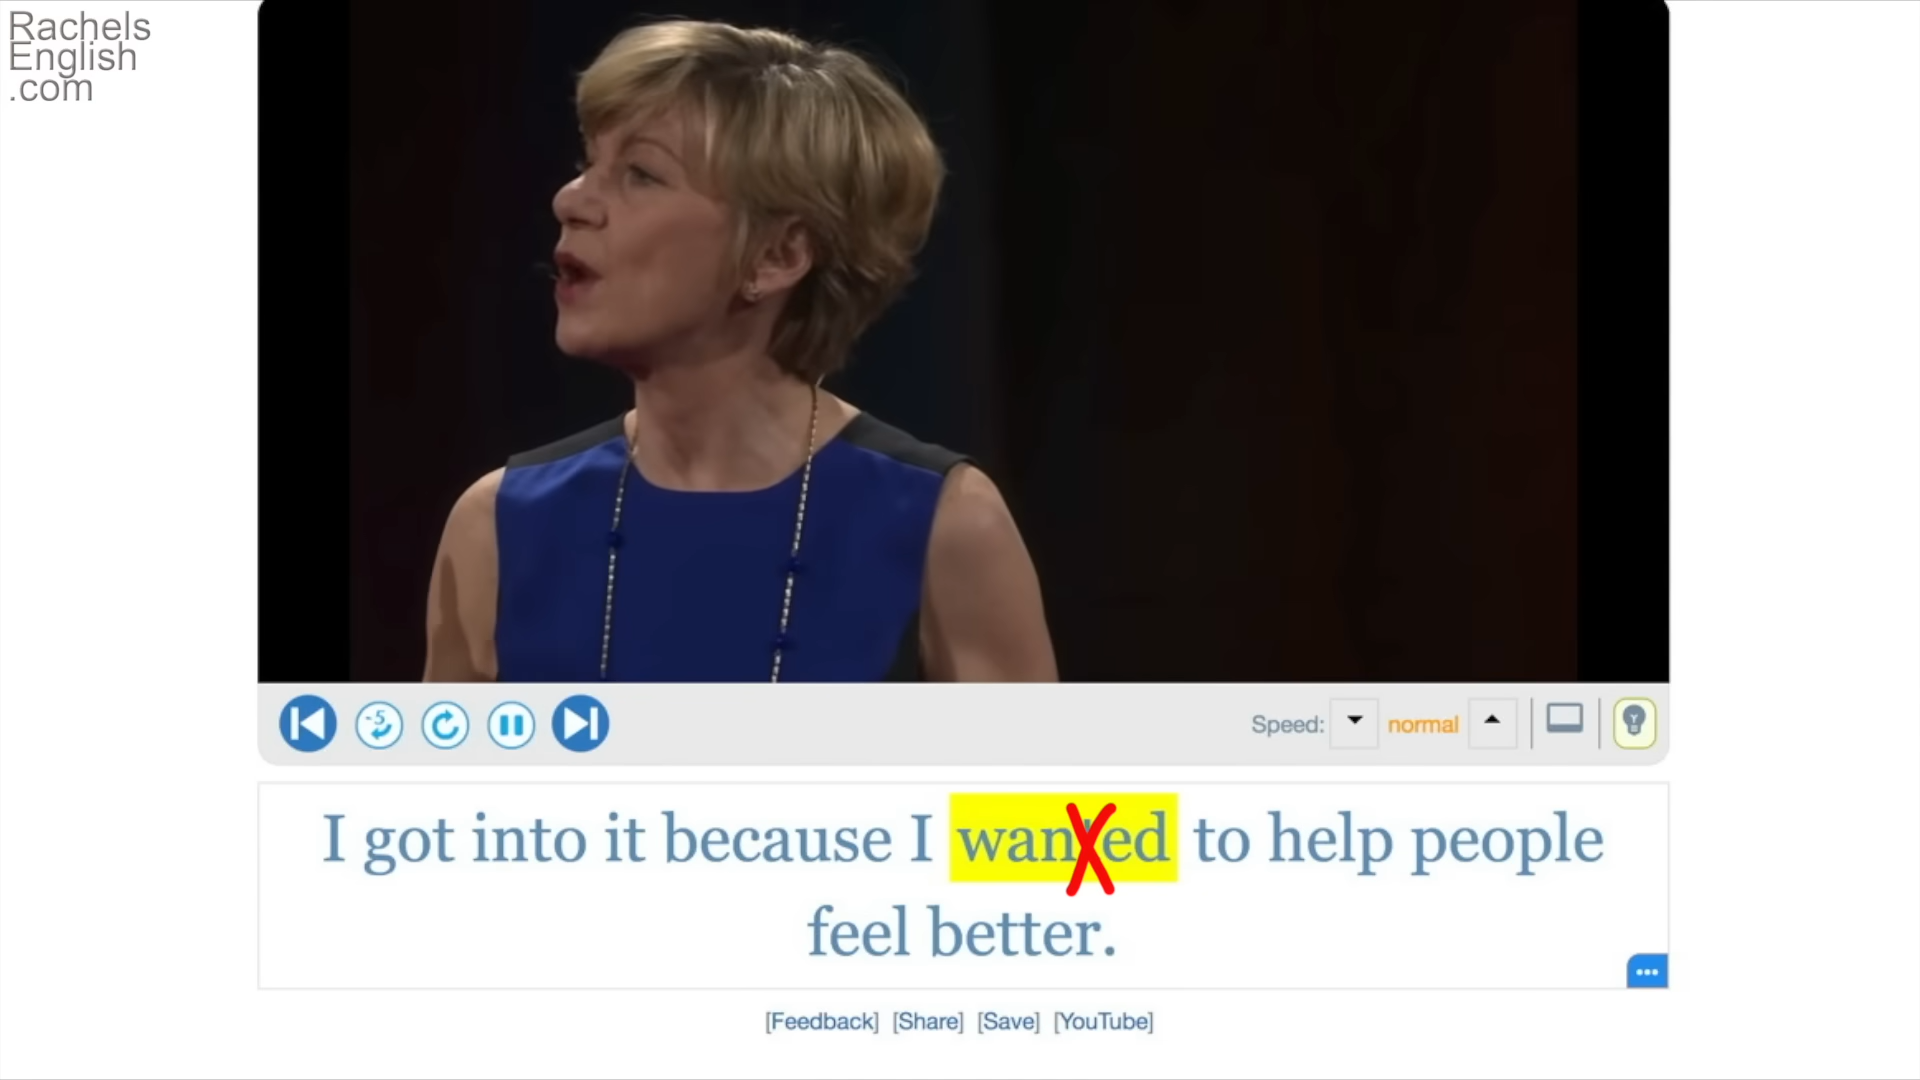 Rachels
English
.com
-5
Speed: normal
I got into it because I wanted to help people
feel better.
[Feedback] [Share] [Save] [YouTube]